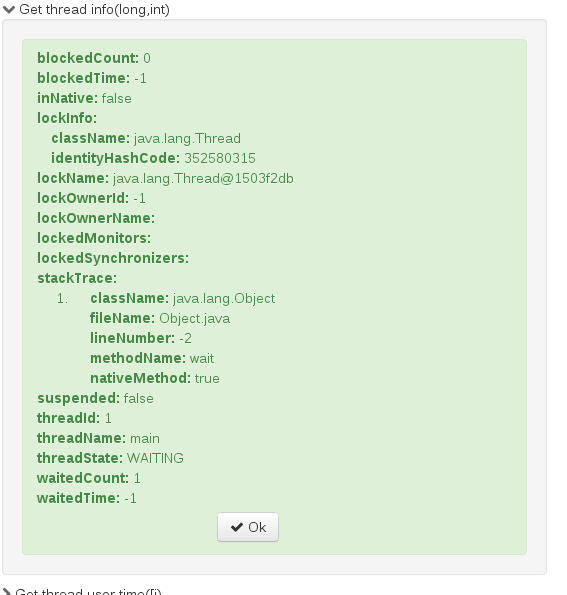 Get thread info(long,int)
blockedCount: 0
blockedTime: -1
inNative: false
lockInfo:
className: java.lang.Thread
identityHashCode: 352580315
lockName: java.lang.Thread@1503f2db
lockOwnerId: -1
lockOwnerName:
lockedMonitors:
lockedSynchronizers:
stackTrace:
1. className: java.lang.Object
fileName: Object.java
lineNumber: -2
methodName: wait
nativeMethod: true
suspended: false
threadId: 1
threadName: main
threadState: WAITING
waitedCount: 1
waitedTime: -1
Ok
Get thread user time([j)